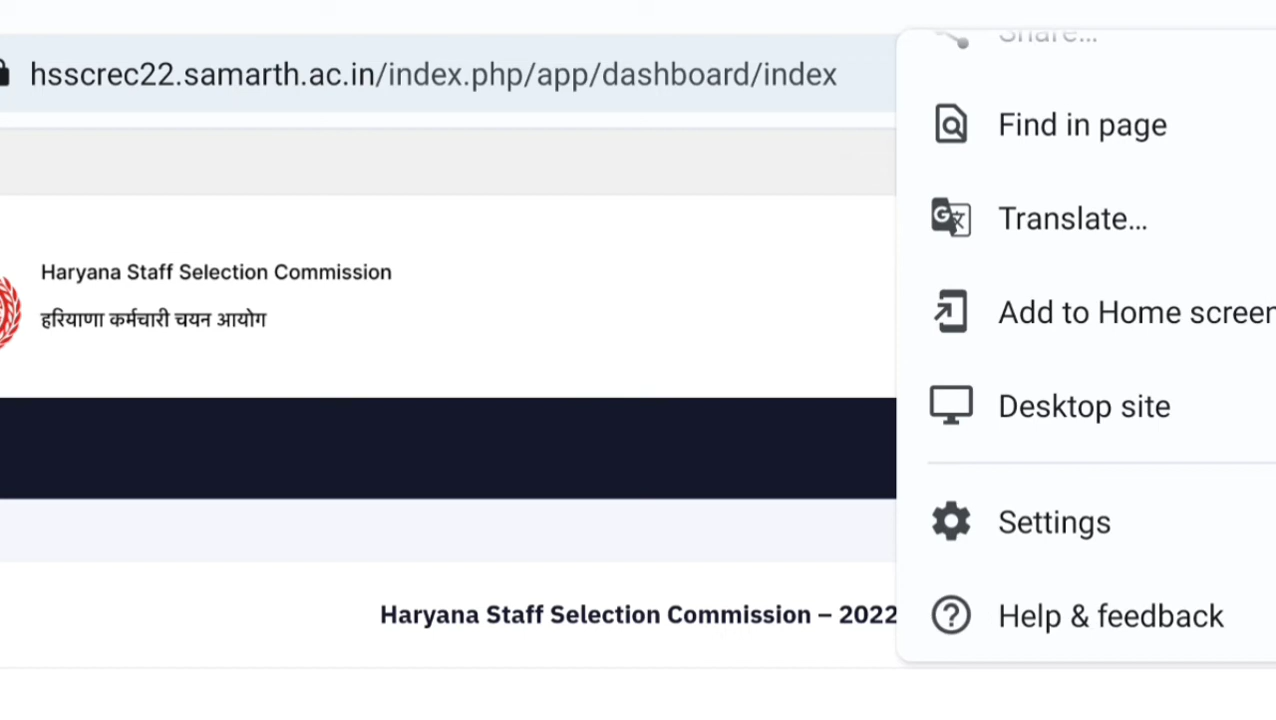 Share...
hsscrec22.samarth.ac.in/index.php/app/dashboard/index
Find in page
Translate...
Haryana Staff Selection Commission
हरियाणा कर्मचारी चयन आयोग
Add to Home screen
Desktop site
Settings
Haryana Staff Selection Commission – 2022
Help & feedback